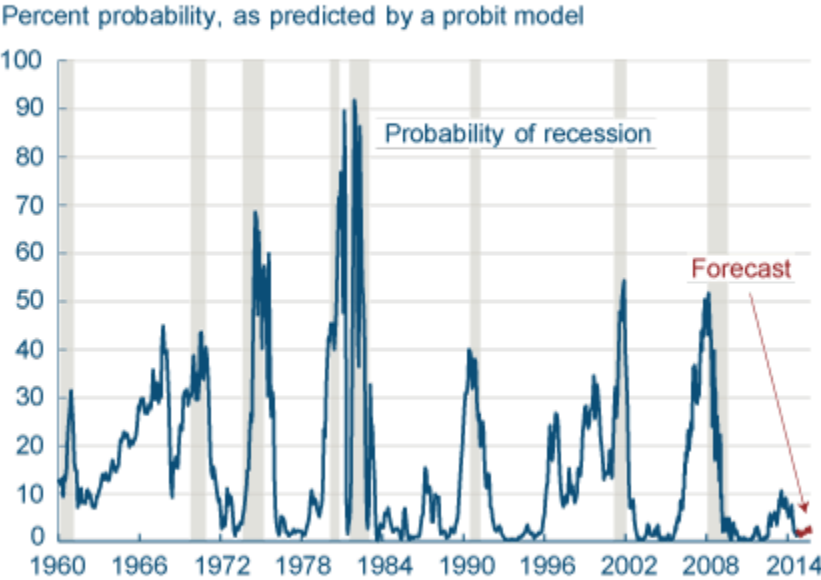 Percent probability, as predicted by a probit model
100
90
80
70
60
50
40
30
20
10
0
Probability of recession
Forecast
1960 1966 1972 1978 1984 1990 1996 2002 2008 2014